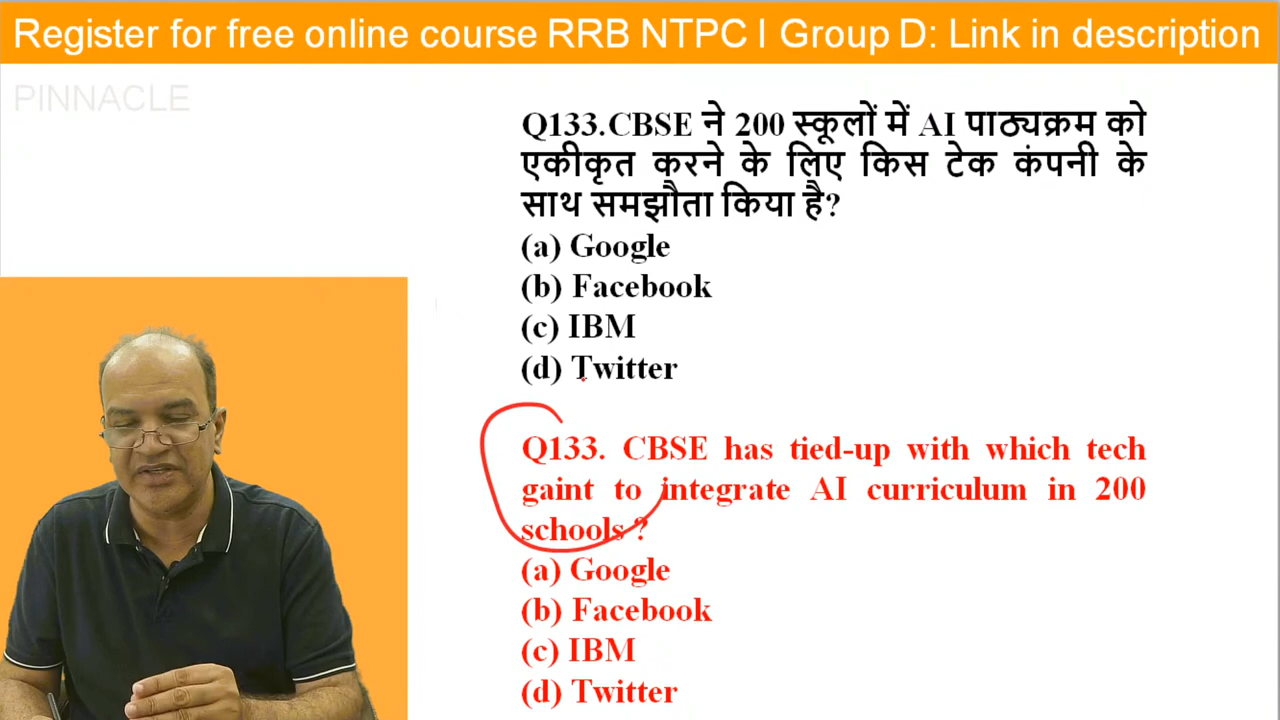 Register for free online course RRB NTPC I Group D: Link in description
PINNACLE
Q133.CBSE ने 200 स्कूलों में AI पाठ्यक्रम को
एकीकृत करने के लिए किस टेक कंपनी के
साथ समझौता किया है?
(a) Google
(b) Facebook
(c) IBM
(d) Twitter
Q133. CBSE has tied-up with which tech
gaint to integrate AI curriculum in 200
schools ?
(a) Google
(b) Facebook
(c) IBM
(d) Twitter